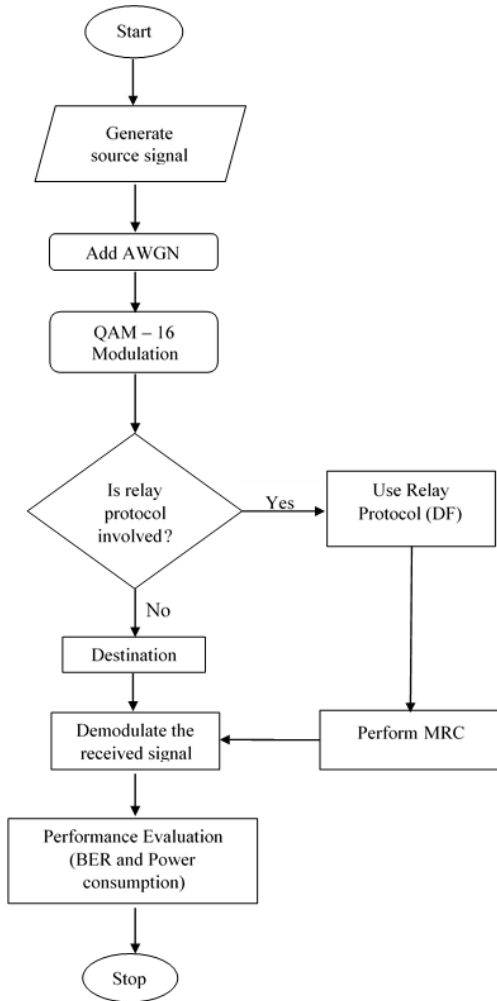 Start
Generate
source signal
Add AWGN
QAM – 16
Modulation
Is relay
protocol
involved?
Yes
Use Relay
Protocol (DF)
No
Destination
Demodulate the
received signal
Perform MRC
Performance Evaluation
(BER and Power
consumption)
Stop